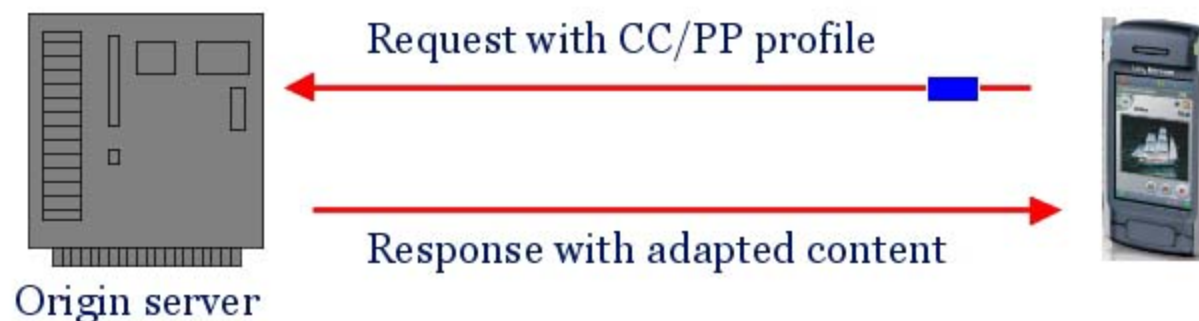 Request with CC/PP profile
Response with adapted content
Origin server